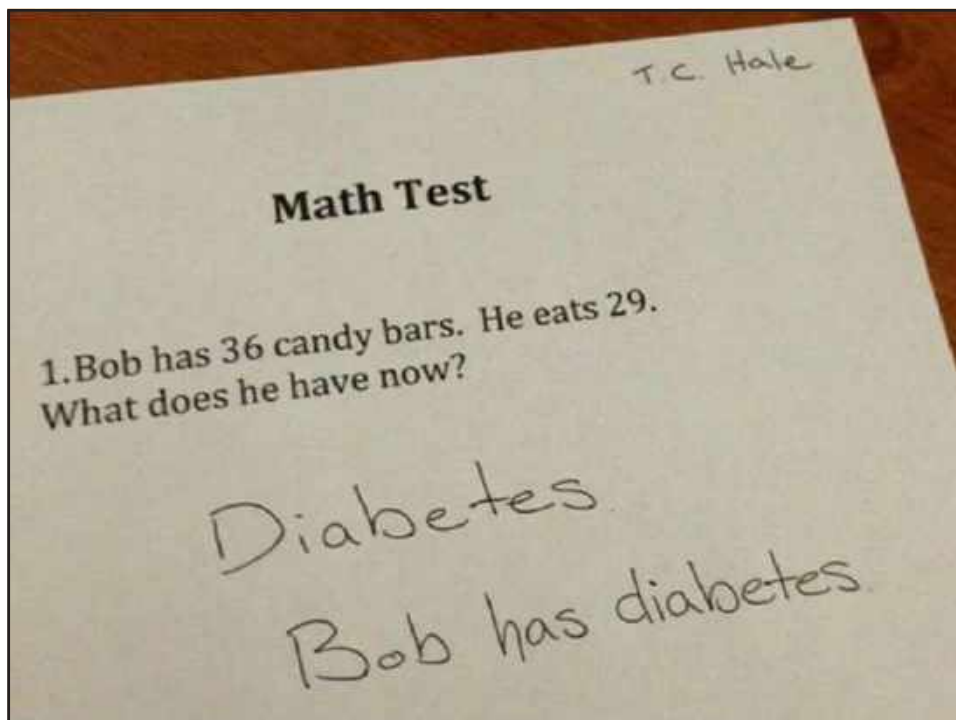 T.C. Hale
Math Test
1.Bob has 36 candy bars. He eats 29.
What does he have now?
Diabetes.
Bob has diabetes.